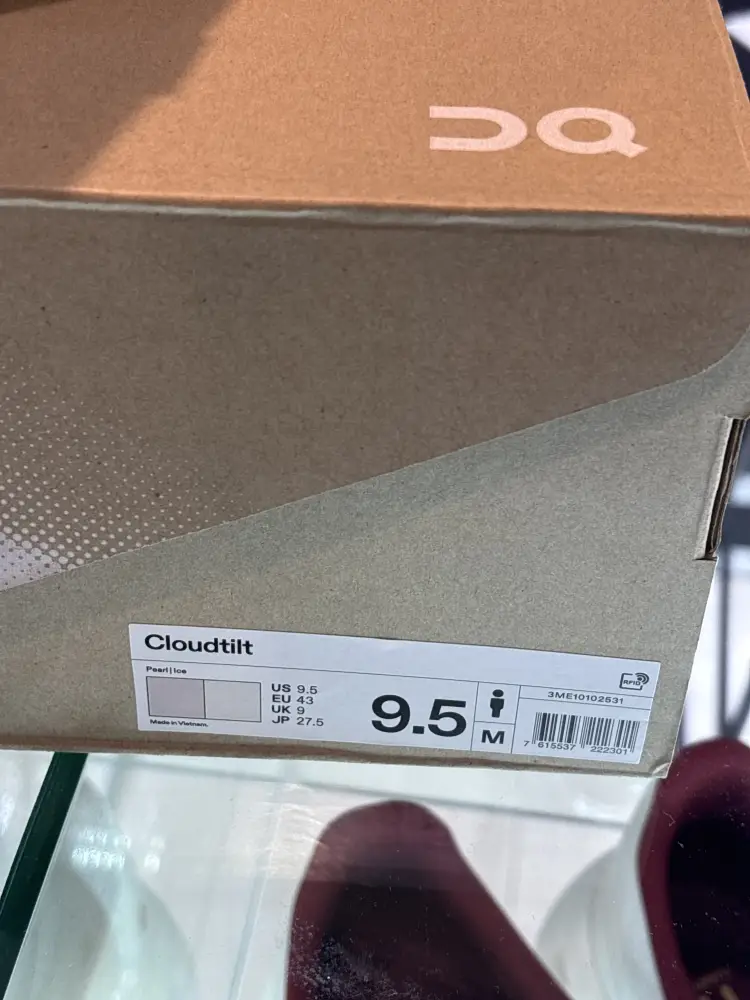 On
Cloudtilt
Pearl | Ice
US 9.5
EU 43
UK 9
JP 27.5
Made in Vietnam.
9.5
M
RFID
3ME10102531
7 615537 222301